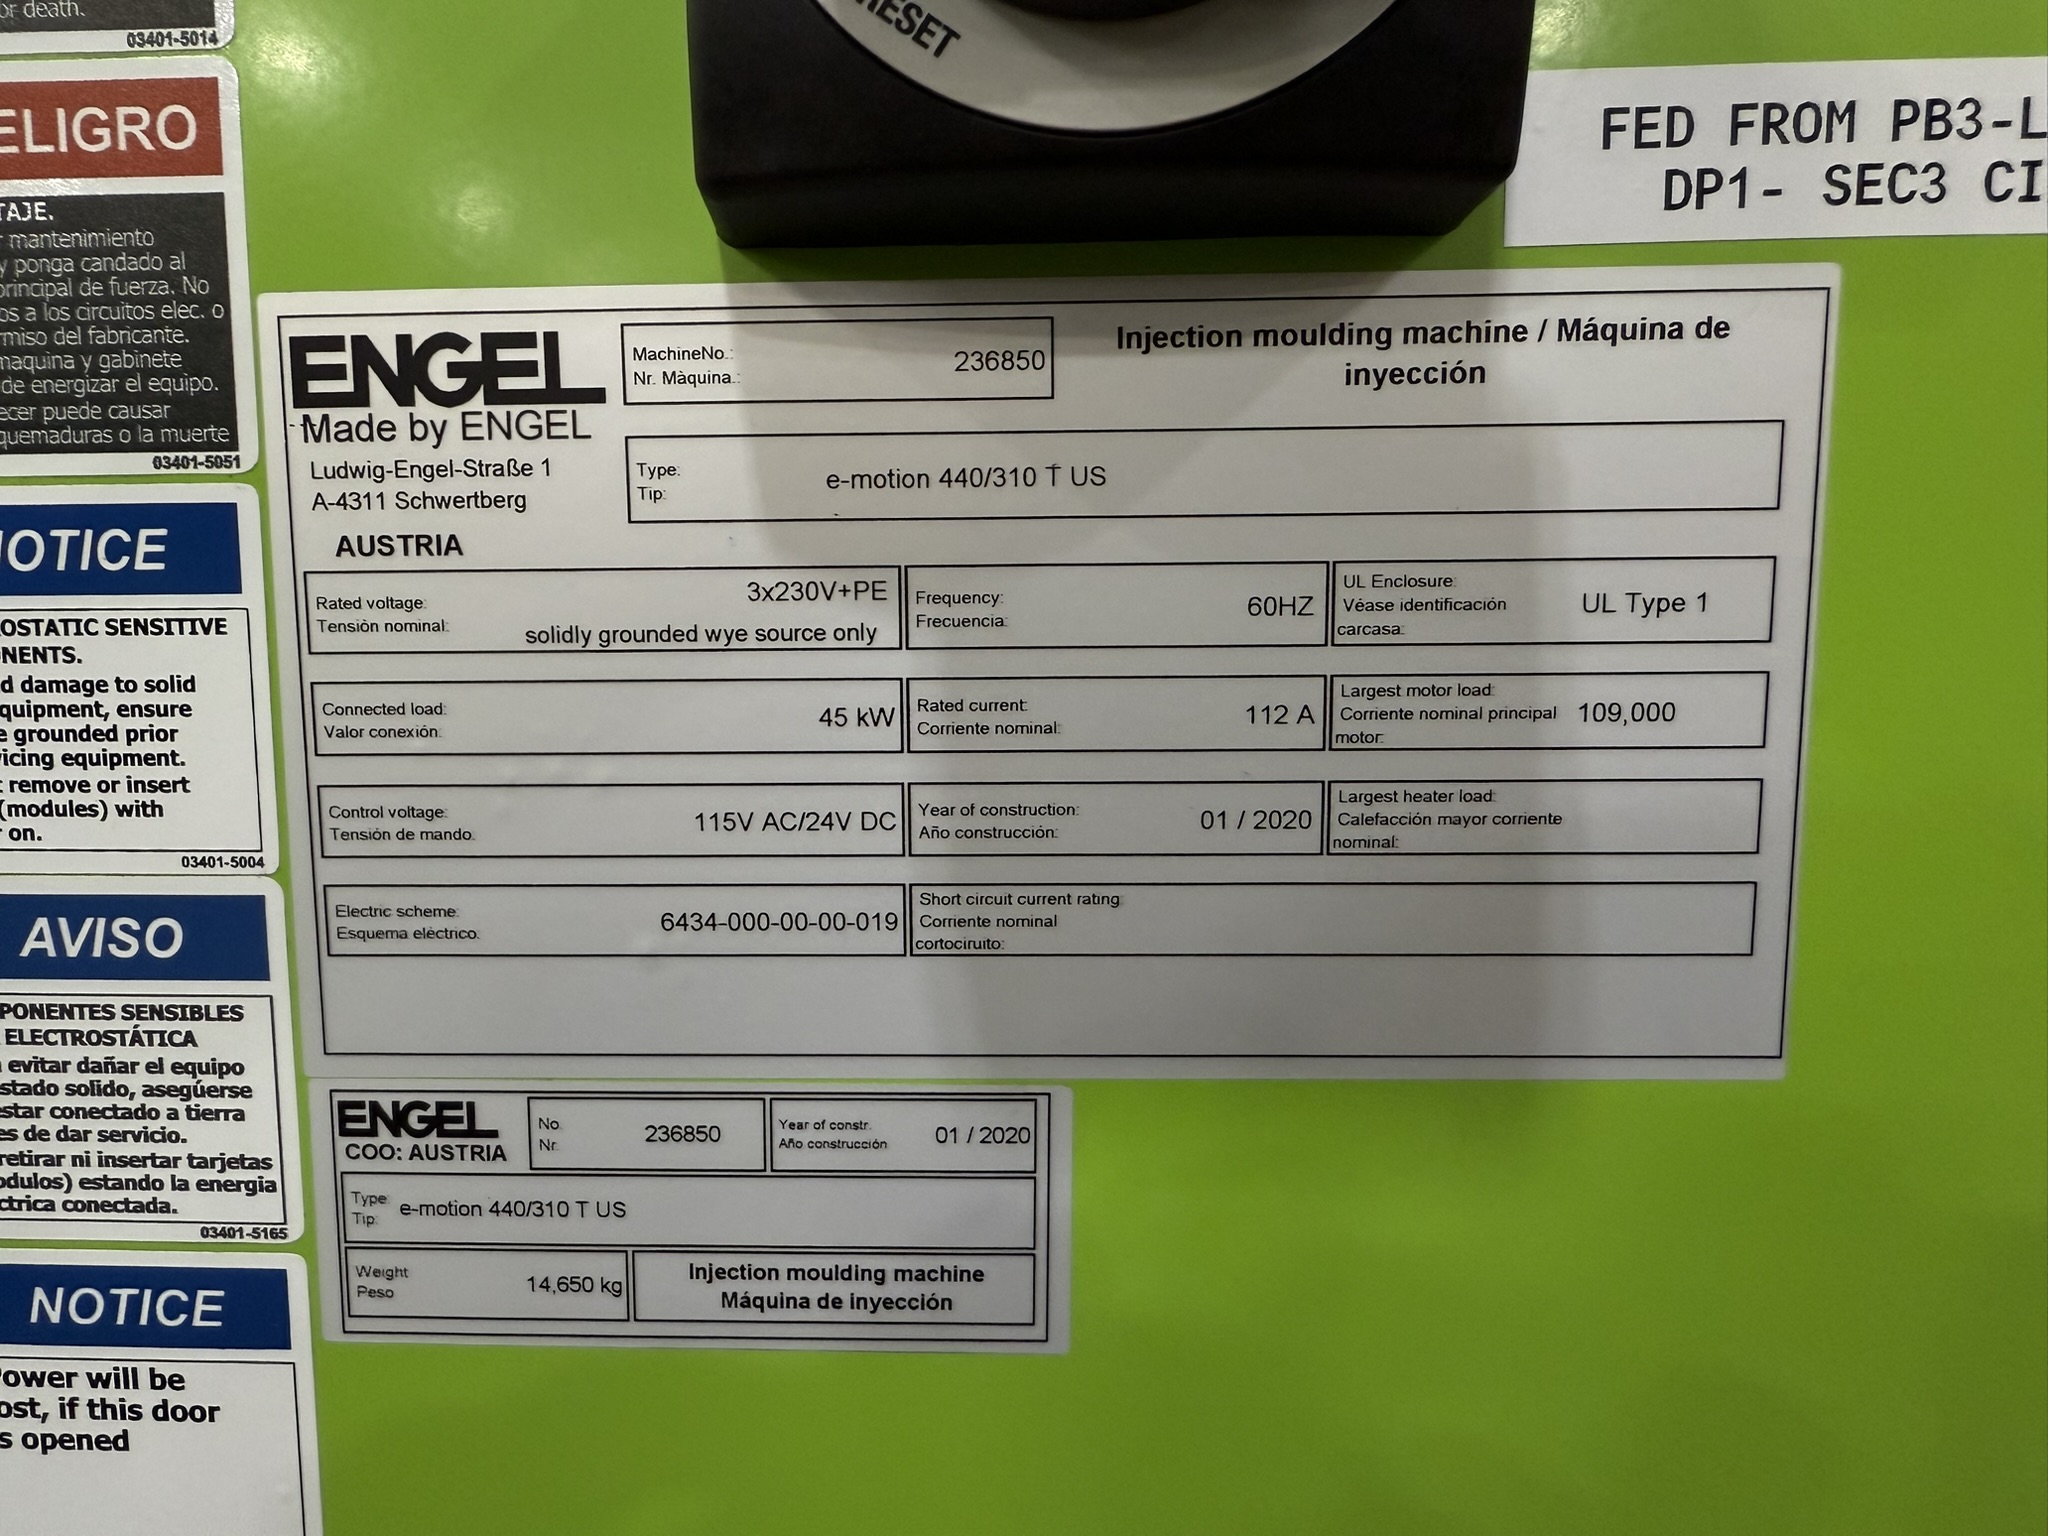 or death.
03401-5014
RESET
FED FROM PB3-L
DP1- SEC3 CI
ELIGRO
TAJE.
mantenimiento
y ponga candado al
principal de fuerza. No
os a los circuitos elec. o
miso del fabricante.
maquina y gabinete
de energizar el equipo.
ecer puede causar
quemaduras o la muerte
03401-5051
OTICE
OSTATIC SENSITIVE
NENTS.
d damage to solid
quipment, ensure
e grounded prior
icing equipment.
remove or insert
(modules) with
on.
03401-5004
AVISO
PONENTES SENSIBLES
ELECTROSTÁTICA
evitar dañar el equipo
stado solido, asegúerse
estar conectado a tierra
es de dar servicio.
retirar ni insertar tarjetas
odulos) estando la energia
ctrica conectada.
03401-5165
NOTICE
Power will be
ost, if this door
s opened
ENGEL
Made by ENGEL
Ludwig-Engel-Straße 1
A-4311 Schwertberg
AUSTRIA
MachineNo.: 236850
Nr. Màquina.:
Injection moulding machine / Máquina de
inyección
Type: e-motion 440/310 T US
Tip:
Rated voltage: 3x230V+PE
Tensiòn nominal: solidly grounded wye source only
Frequency: 60HZ
Frecuencia:
UL Enclosure:
Véase identificación UL Type 1
carcasa:
Connected load: 45 kW
Valor conexión:
Rated current: 112 A
Corriente nominal:
Largest motor load:
Corriente nominal principal 109,000
motor:
Control voltage: 115V AC/24V DC
Tensión de mando:
Year of construction: 01 / 2020
Año construcción:
Largest heater load:
Calefacción mayor corriente
nominal:
Electric scheme: 6434-000-00-00-019
Esquema eléctrico:
Short circuit current rating
Corriente nominal
cortociruito:
ENGEL
COO: AUSTRIA
No. 236850
Nr.
Year of constr. 01 / 2020
Año construcción
Type e-motion 440/310 T US
Tip:
Weight 14,650 kg
Peso
Injection moulding machine
Máquina de inyección